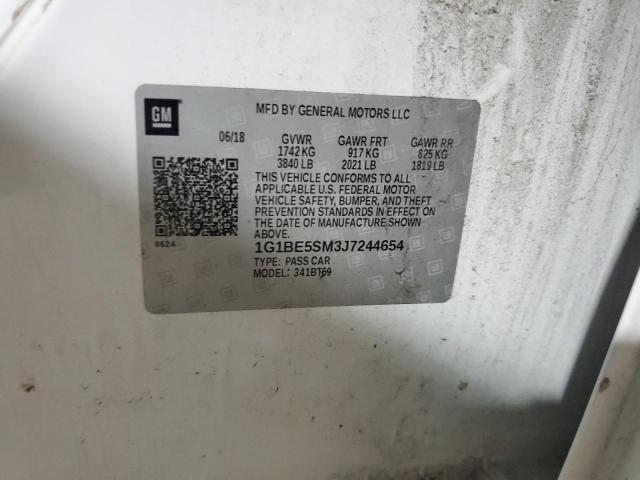 GM
MFD BY GENERAL MOTORS LLC
06/18 GVWR GAWR FRT GAWR RR
1742 KG 917 KG 825 KG
3840 LB 2021 LB 1819 LB
THIS VEHICLE CONFORMS TO ALL
APPLICABLE U.S. FEDERAL MOTOR
VEHICLE SAFETY, BUMPER, AND THEFT
PREVENTION STANDARDS IN EFFECT ON
THE DATE OF MANUFACTURE SHOWN
ABOVE.
8624
1G1BE5SM3J7244654
TYPE: PASS CAR
MODEL: 341BT69